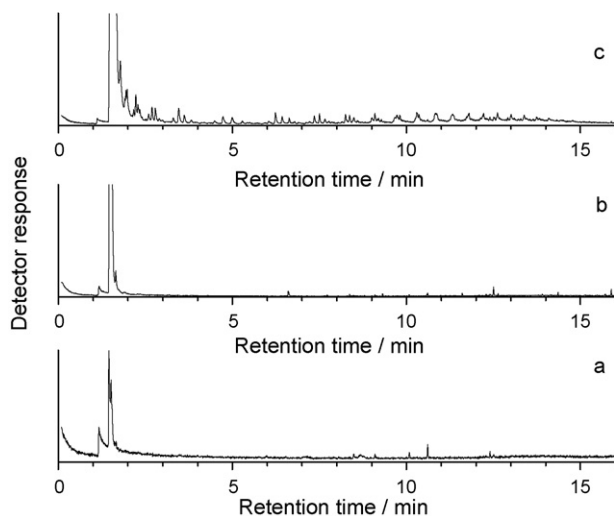 c
0 5 10 15
Retention time / min
Detector response
b
0 5 10 15
Retention time / min
a
0 5 10 15
Retention time / min